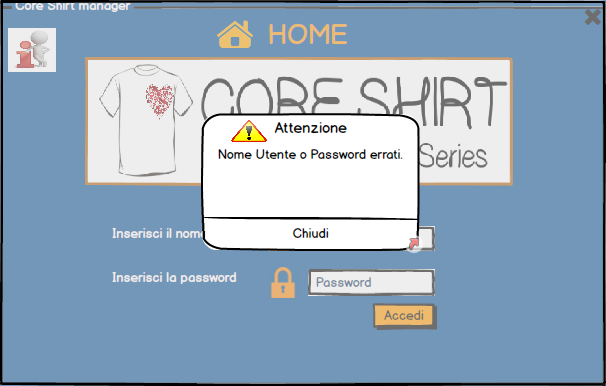 Core Shirt manager
HOME
CORE SHIRT
Series
Attenzione
Nome Utente o Password errati.
Chiudi
Inserisci il nome
Inserisci la password
Password
Accedi